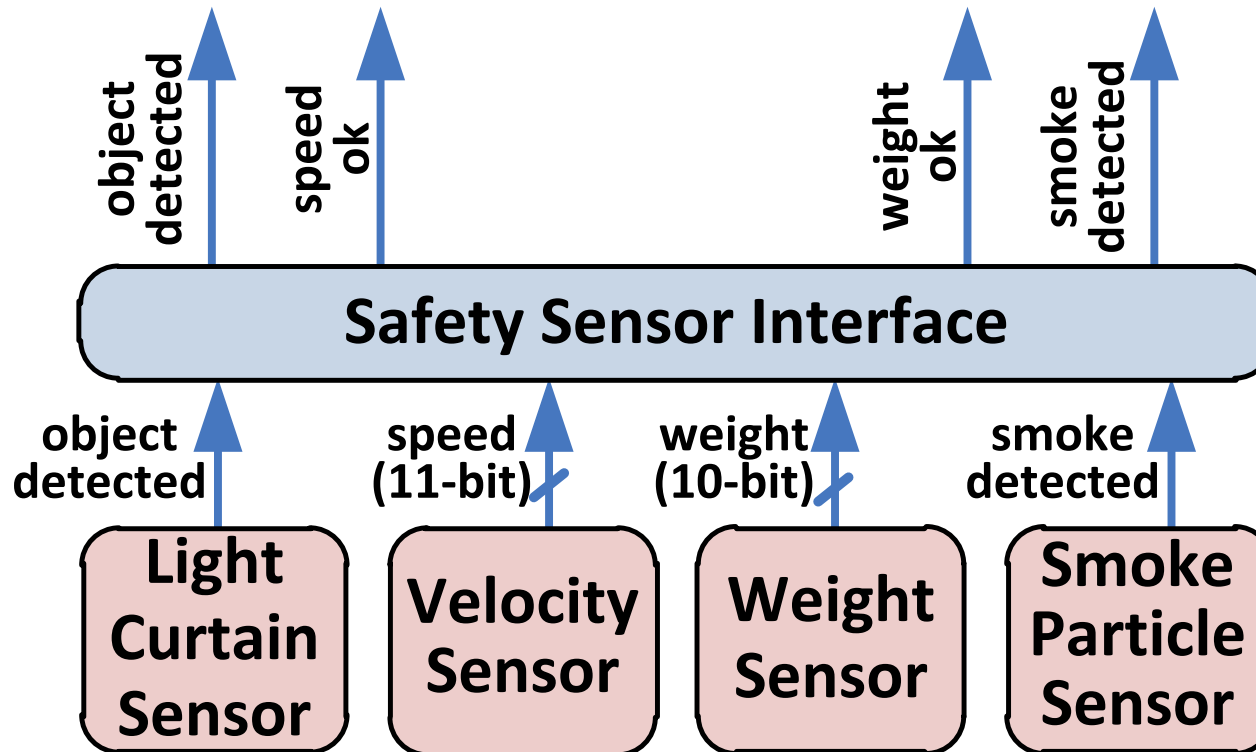 object
detected
speed
ok
weight
ok
smoke
detected
Safety Sensor Interface
object
detected
speed
(11-bit)
weight
(10-bit)
smoke
detected
Light
Curtain
Sensor
Velocity
Sensor
Weight
Sensor
Smoke
Particle
Sensor